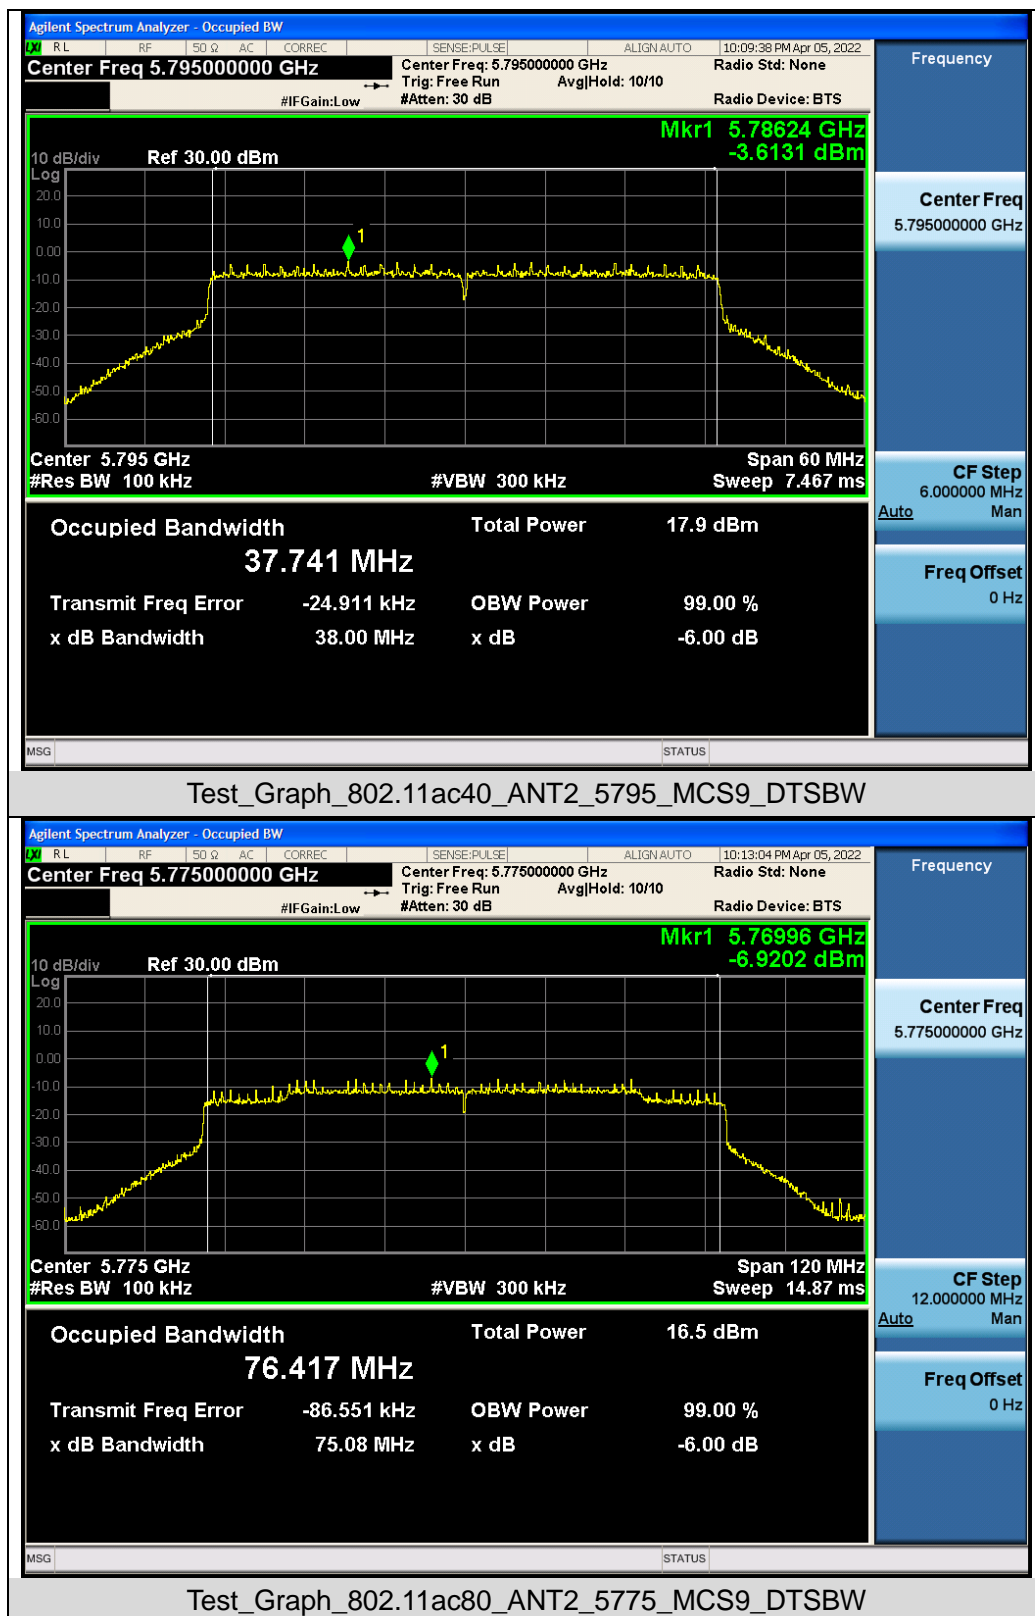 Agilent Spectrum Analyzer - Occupied BW
LXI RL RF 50 Ω AC CORREC SENSE:PULSE ALIGN AUTO 10:09:38 PM Apr 05, 2022
Center Freq 5.795000000 GHz Center Freq: 5.795000000 GHz Radio Std: None Frequency
Trig: Free Run Avg|Hold: 10/10
#IFGain:Low #Atten: 30 dB Radio Device: BTS
Mkr1 5.78624 GHz
10 dB/div Ref 30.00 dBm -3.6131 dBm
Log
20.0
Center Freq
5.795000000 GHz
10.0
1
0.00
-10.0
-20.0
-30.0
-40.0
-50.0
-60.0
Center 5.795 GHz Span 60 MHz
#Res BW 100 kHz #VBW 300 kHz Sweep 7.467 ms
CF Step
6.000000 MHz
Auto Man
Occupied Bandwidth Total Power 17.9 dBm
37.741 MHz
Freq Offset
0 Hz
Transmit Freq Error -24.911 kHz OBW Power 99.00 %
x dB Bandwidth 38.00 MHz x dB -6.00 dB
MSG STATUS
Test_Graph_802.11ac40_ANT2_5795_MCS9_DTSBW
Agilent Spectrum Analyzer - Occupied BW
LXI RL RF 50 Ω AC CORREC SENSE:PULSE ALIGN AUTO 10:13:04 PM Apr 05, 2022
Center Freq 5.775000000 GHz Center Freq: 5.775000000 GHz Radio Std: None Frequency
Trig: Free Run Avg|Hold: 10/10
#IFGain:Low #Atten: 30 dB Radio Device: BTS
Mkr1 5.76996 GHz
10 dB/div Ref 30.00 dBm -6.9202 dBm
Log
20.0
Center Freq
5.775000000 GHz
10.0
1
0.00
-10.0
-20.0
-30.0
-40.0
-50.0
-60.0
Center 5.775 GHz Span 120 MHz
#Res BW 100 kHz #VBW 300 kHz Sweep 14.87 ms
CF Step
12.000000 MHz
Auto Man
Occupied Bandwidth Total Power 16.5 dBm
76.417 MHz
Freq Offset
0 Hz
Transmit Freq Error -86.551 kHz OBW Power 99.00 %
x dB Bandwidth 75.08 MHz x dB -6.00 dB
MSG STATUS
Test_Graph_802.11ac80_ANT2_5775_MCS9_DTSBW